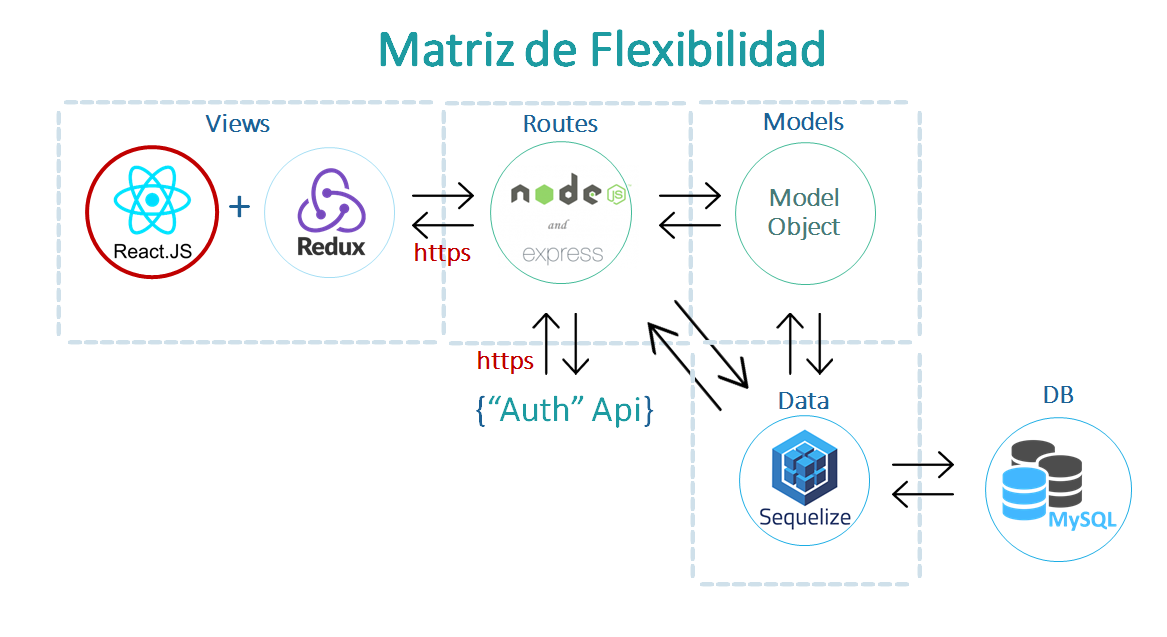 Matriz de Flexibilidad
Views
Routes
Models
React.JS
+
Redux
https
node
JS
and
express
Model
Object
https
{“Auth” Api}
Data
Sequelize
DB
MySQL